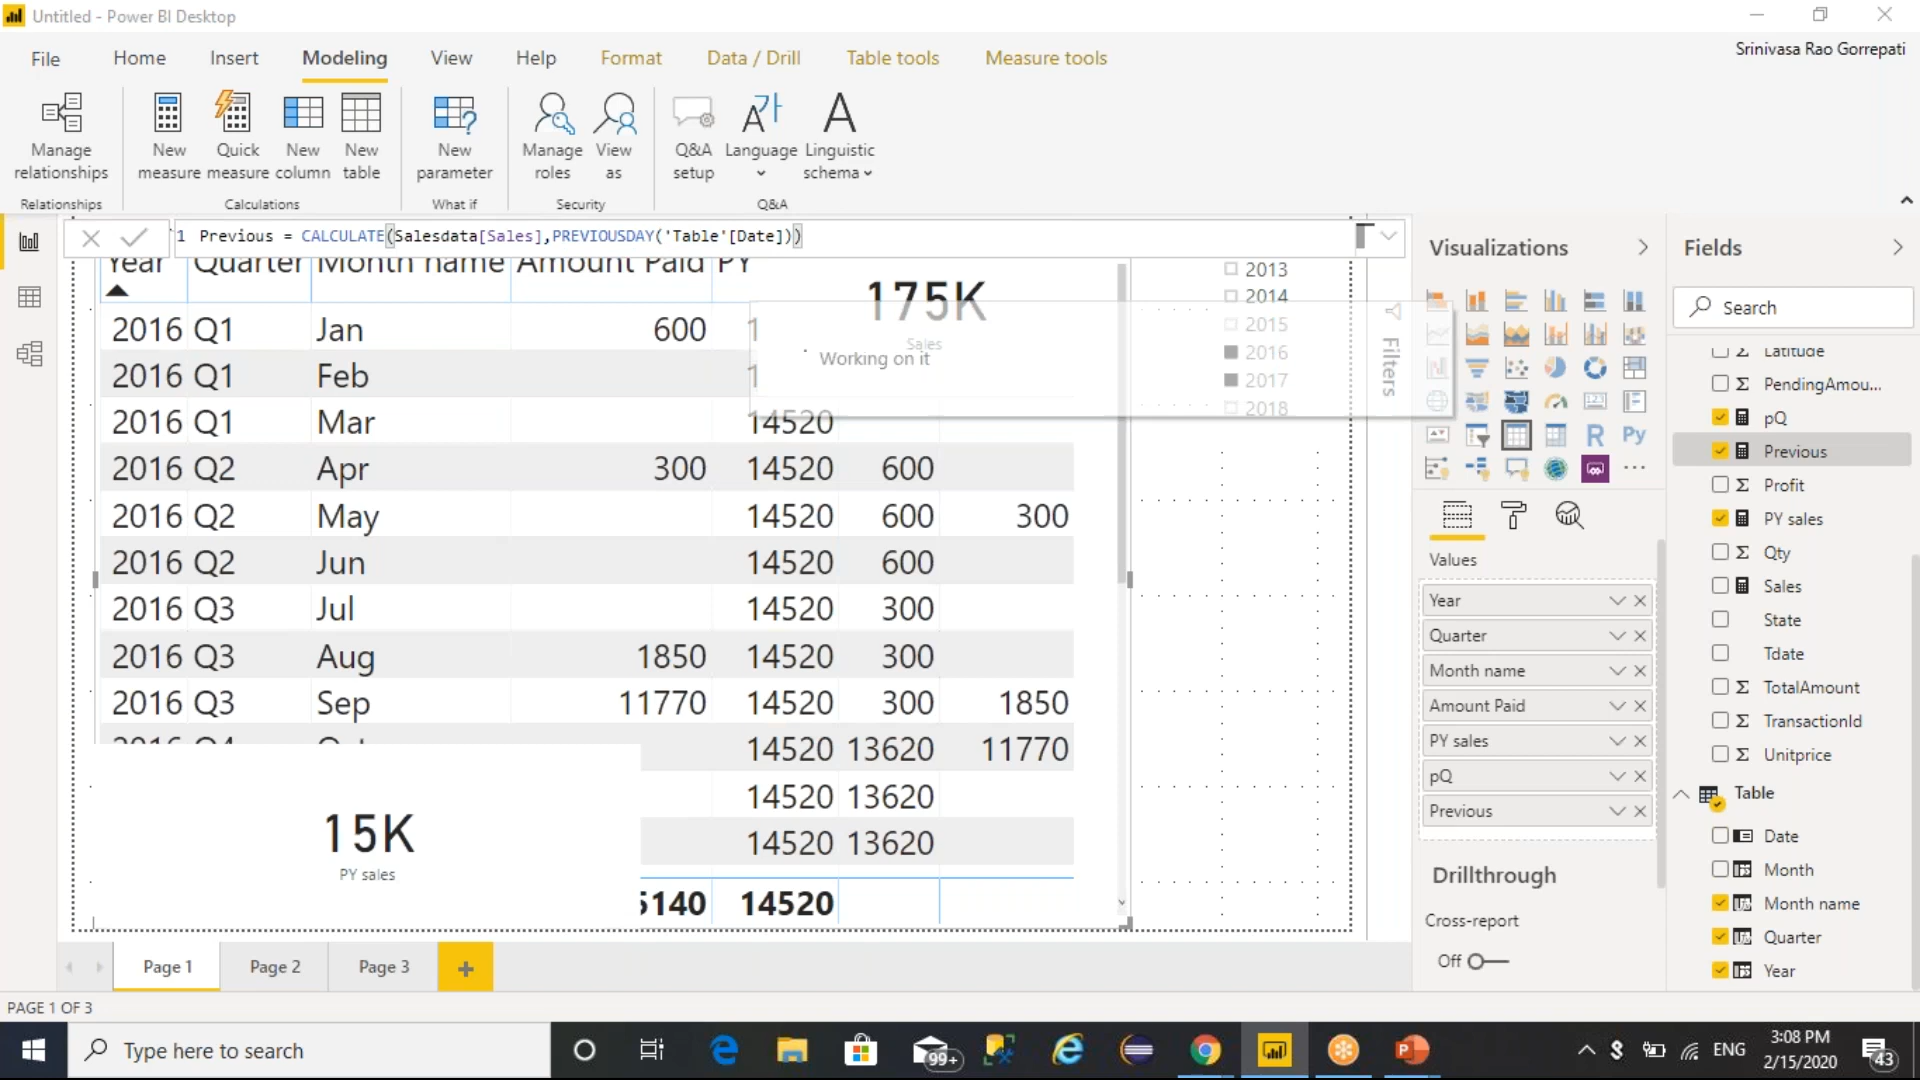 Untitled - Power BI Desktop
Srinivasa Rao Gorrepati
File Home Insert Modeling View Help Format Data / Drill Table tools Measure tools
Manage relationships
New measure
Quick measure
New column
New table
New parameter
Manage roles
View as
Q&A setup
Language
Linguistic schema
Relationships Calculations What if Security Q&A
1 Previous = CALCULATE(Salesdata[Sales],PREVIOUSDAY('Table'[Date]))
Year Quarter Month name Amount Paid PY
2016 Q1 Jan 600 1
2016 Q1 Feb 1
2016 Q1 Mar 14520
2016 Q2 Apr 300 14520 600
2016 Q2 May 14520 600 300
2016 Q2 Jun 14520 600
2016 Q3 Jul 14520 300
2016 Q3 Aug 1850 14520 300
2016 Q3 Sep 11770 14520 300 1850
14520 13620 11770
14520 13620
14520 13620
5140 14520
175K
Sales
Working on it
15K
PY sales
2013
2014
2015
2016
2017
2018
Filters
Visualizations
R Py
Values
Year
Quarter
Month name
Amount Paid
PY sales
pQ
Previous
Drillthrough
Cross-report
Off
Fields
Search
Latitude
PendingAmou...
pQ
Previous
Profit
PY sales
Qty
Sales
State
Tdate
TotalAmount
TransactionId
Unitprice
Table
Date
Month
Month name
Quarter
Year
Page 1 Page 2 Page 3 +
PAGE 1 OF 3
Type here to search
99+
ENG
3:08 PM
2/15/2020
43